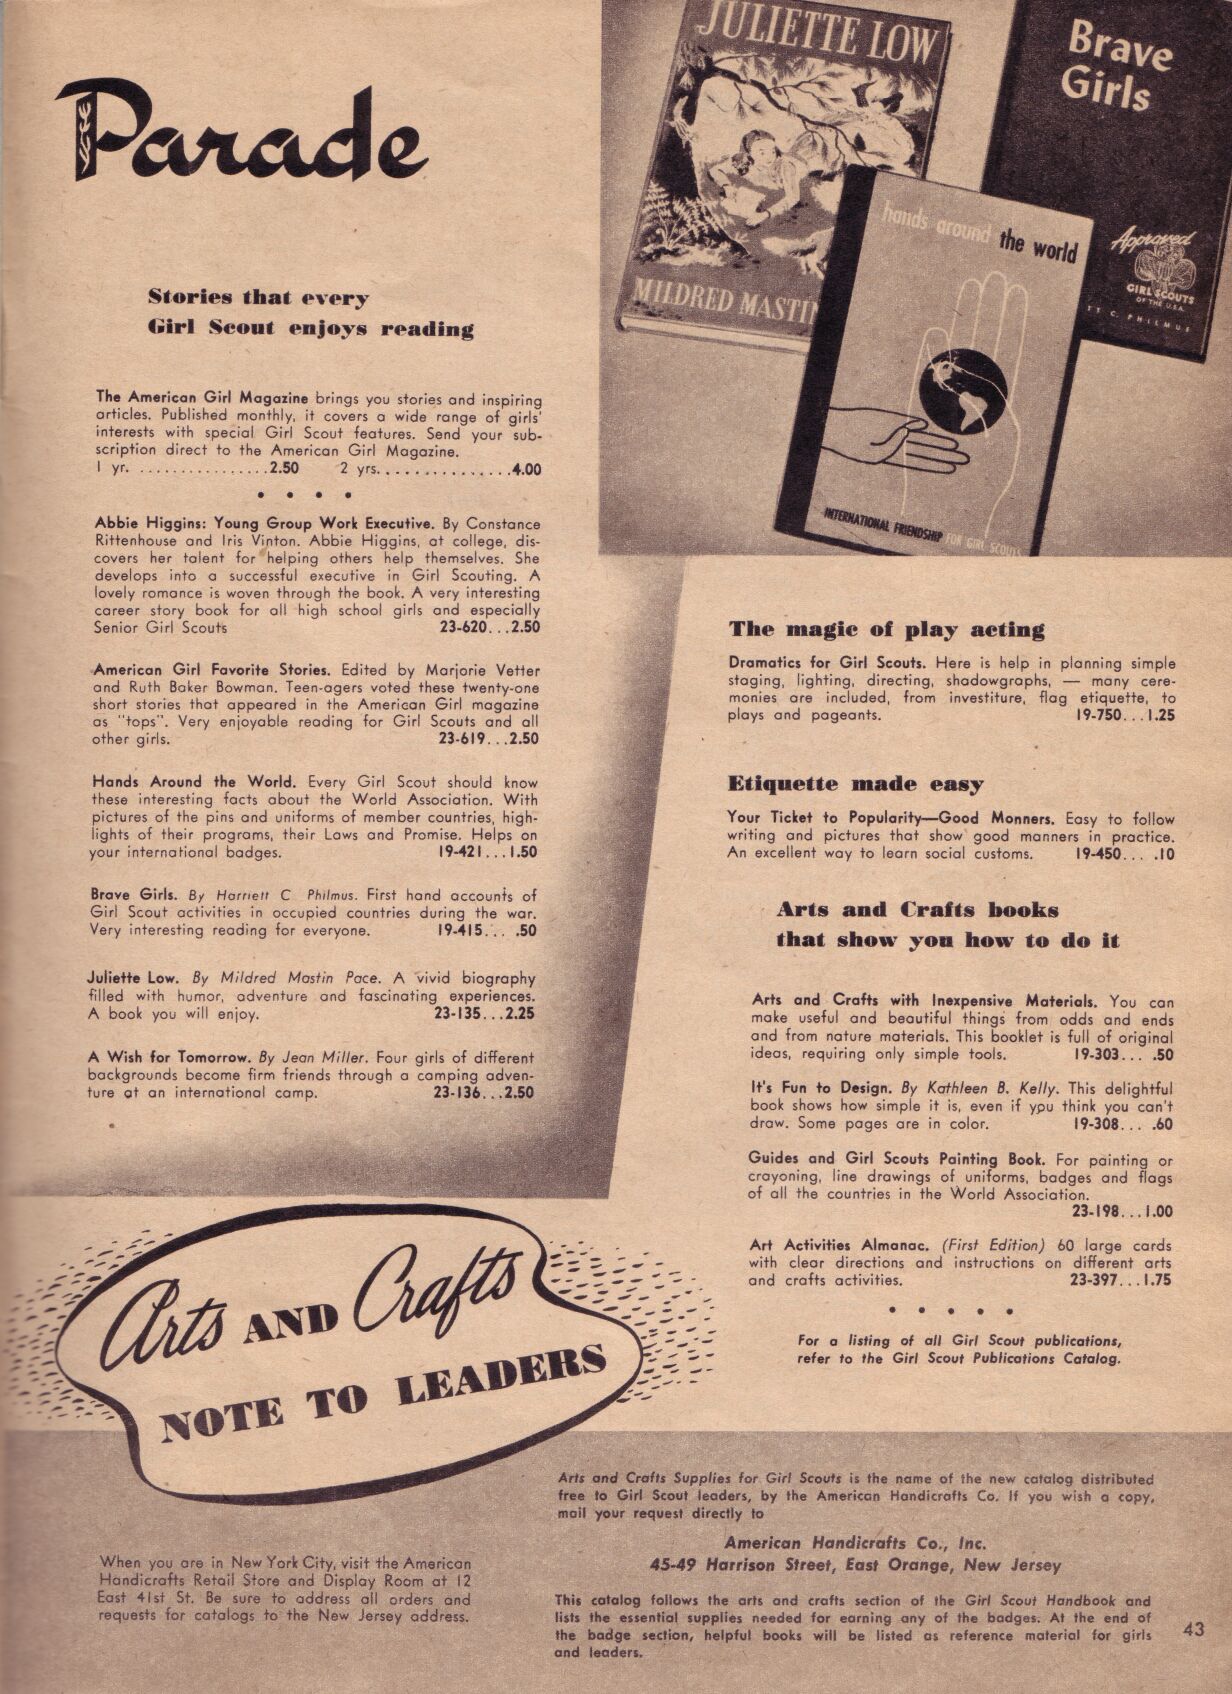 Parade
JULIETTE LOW
MILDRED MASTIN
Brave
Girls
Approved
GIRL SCOUTS
OF THE U.S.A.
TT C. PHILMUS
hands around the world
INTERNATIONAL FRIENDSHIP FOR GIRL SCOUTS
Stories that every
Girl Scout enjoys reading
The American Girl Magazine brings you stories and inspiring
articles. Published monthly, it covers a wide range of girls'
interests with special Girl Scout features. Send your sub-
scription direct to the American Girl Magazine.
1 yr. ................2.50 2 yrs. ...............4.00
• • • •
Abbie Higgins: Young Group Work Executive. By Constance
Rittenhouse and Iris Vinton. Abbie Higgins, at college, dis-
covers her talent for helping others help themselves. She
develops into a successful executive in Girl Scouting. A
lovely romance is woven through the book. A very interesting
career story book for all high school girls and especially
Senior Girl Scouts 23-620...2.50
American Girl Favorite Stories. Edited by Marjorie Vetter
and Ruth Baker Bowman. Teen-agers voted these twenty-one
short stories that appeared in the American Girl magazine
as "tops". Very enjoyable reading for Girl Scouts and all
other girls. 23-619...2.50
Hands Around the World. Every Girl Scout should know
these interesting facts about the World Association. With
pictures of the pins and uniforms of member countries, high-
lights of their programs, their Laws and Promise. Helps on
your international badges. 19-421...1.50
Brave Girls. By Harriett C Philmus. First hand accounts of
Girl Scout activities in occupied countries during the war.
Very interesting reading for everyone. 19-415... .50
Juliette Low. By Mildred Mastin Pace. A vivid biography
filled with humor, adventure and fascinating experiences.
A book you will enjoy. 23-135...2.25
A Wish for Tomorrow. By Jean Miller. Four girls of different
backgrounds become firm friends through a camping adven-
ture at an international camp. 23-136...2.50
The magic of play acting
Dramatics for Girl Scouts. Here is help in planning simple
staging, lighting, directing, shadowgraphs, — many cere-
monies are included, from investiture, flag etiquette, to
plays and pageants. 19-750...1.25
Etiquette made easy
Your Ticket to Popularity—Good Manners. Easy to follow
writing and pictures that show good manners in practice.
An excellent way to learn social customs. 19-450... .10
Arts and Crafts books
that show you how to do it
Arts and Crafts with Inexpensive Materials. You can
make useful and beautiful things from odds and ends
and from nature materials. This booklet is full of original
ideas, requiring only simple tools. 19-303... .50
It's Fun to Design. By Kathleen B. Kelly. This delightful
book shows how simple it is, even if you think you can't
draw. Some pages are in color. 19-308... .60
Guides and Girl Scouts Painting Book. For painting or
crayoning, line drawings of uniforms, badges and flags
of all the countries in the World Association.
23-198...1.00
Art Activities Almanac. (First Edition) 60 large cards
with clear directions and instructions on different arts
and crafts activities. 23-397...1.75
• • • • •
For a listing of all Girl Scout publications,
refer to the Girl Scout Publications Catalog.
Arts AND Crafts
NOTE TO LEADERS
When you are in New York City, visit the American
Handicrafts Retail Store and Display Room at 12
East 41st St. Be sure to address all orders and
requests for catalogs to the New Jersey address.
Arts and Crafts Supplies for Girl Scouts is the name of the new catalog distributed
free to Girl Scout leaders, by the American Handicrafts Co. If you wish a copy,
mail your request directly to
American Handicrafts Co., Inc.
45-49 Harrison Street, East Orange, New Jersey
This catalog follows the arts and crafts section of the Girl Scout Handbook and
lists the essential supplies needed for earning any of the badges. At the end of
the badge section, helpful books will be listed as reference material for girls
and leaders.
43